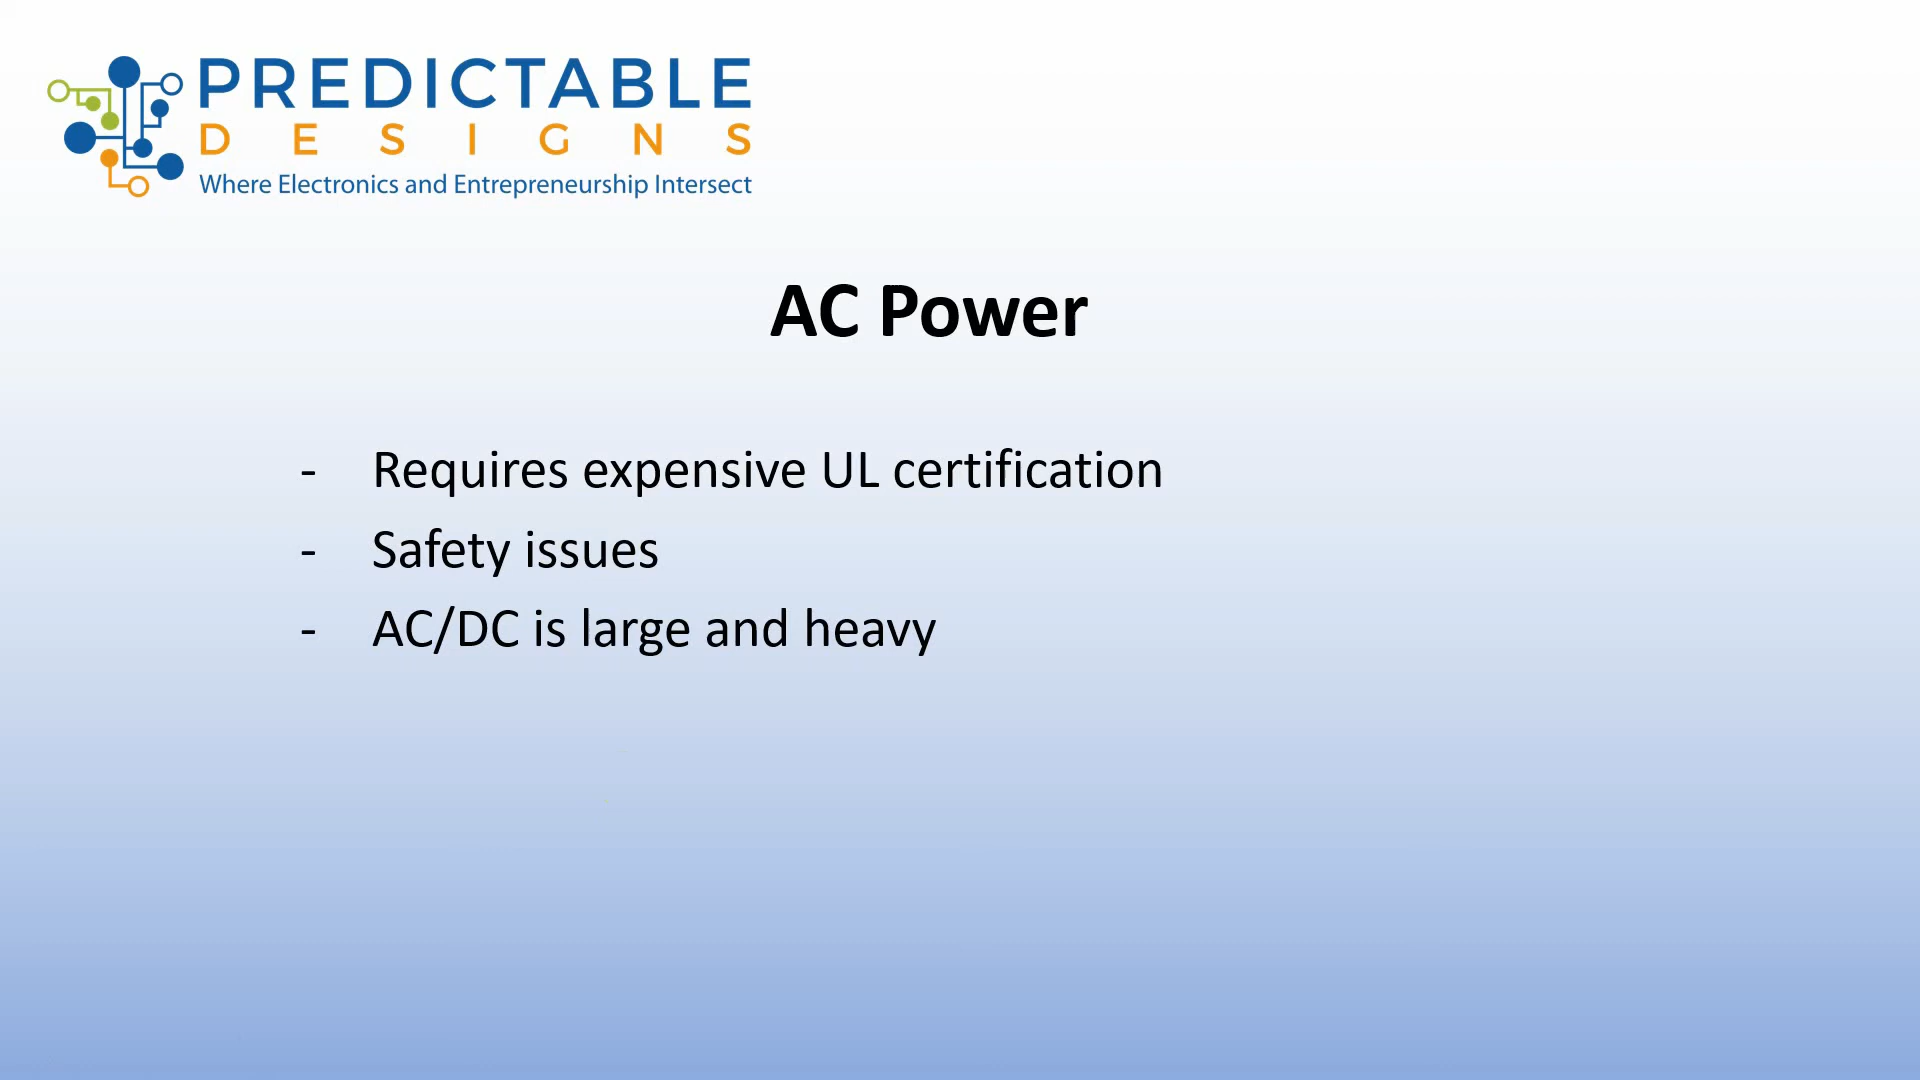 PREDICTABLE
DESIGNS
Where Electronics and Entrepreneurship Intersect
AC Power
- Requires expensive UL certification
- Safety issues
- AC/DC is large and heavy